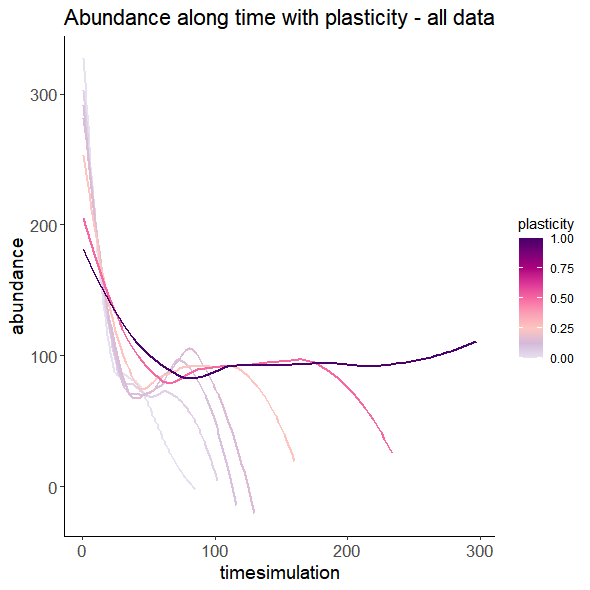 Abundance along time with plasticity - all data
abundance
300
200
100
0
0 100 200 300
timesimulation
plasticity
1.00
0.75
0.50
0.25
0.00